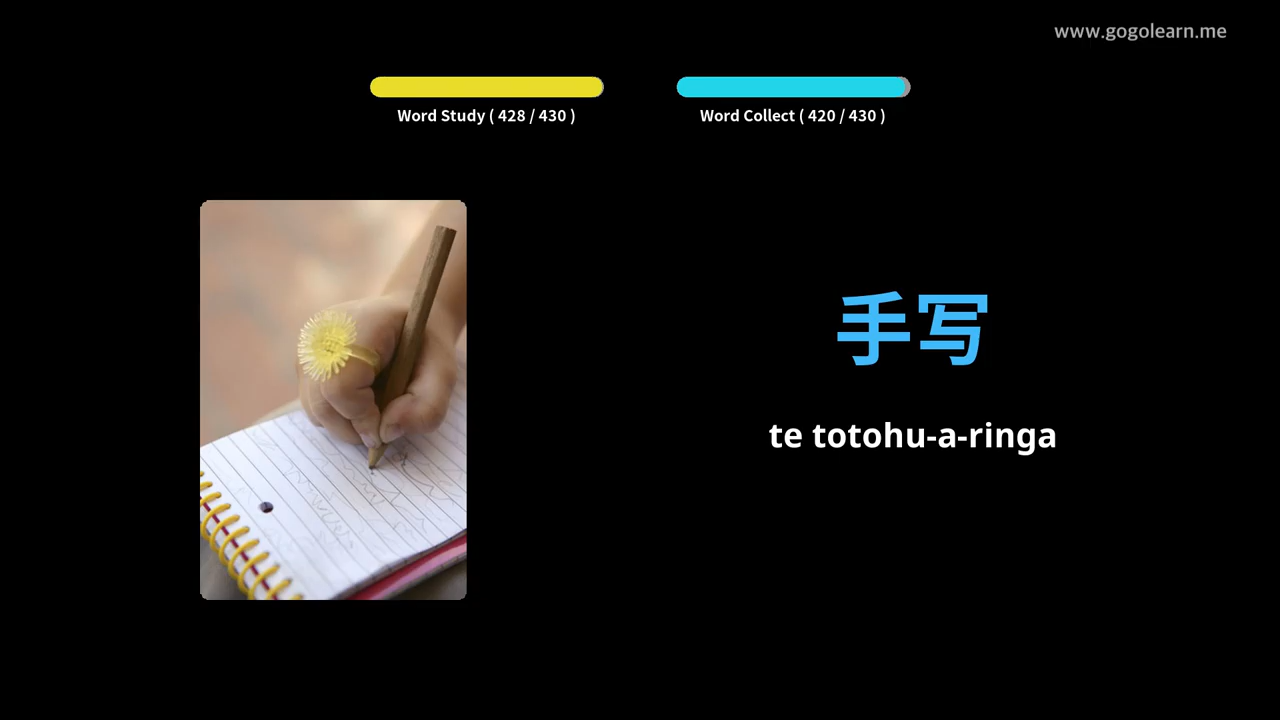 www.gogolearn.me
Word Study ( 428 / 430 )
Word Collect ( 420 / 430 )
手写
te totohu-a-ringa